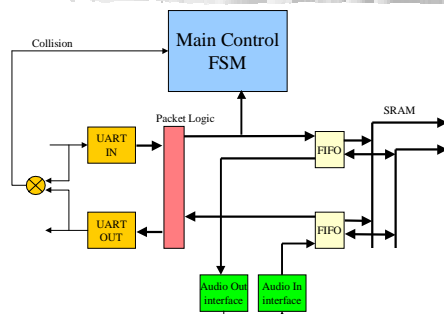 Collision
Main Control
FSM
Packet Logic
SRAM
UART
IN
FIFO
UART
OUT
FIFO
Audio Out
interface
Audio In
interface